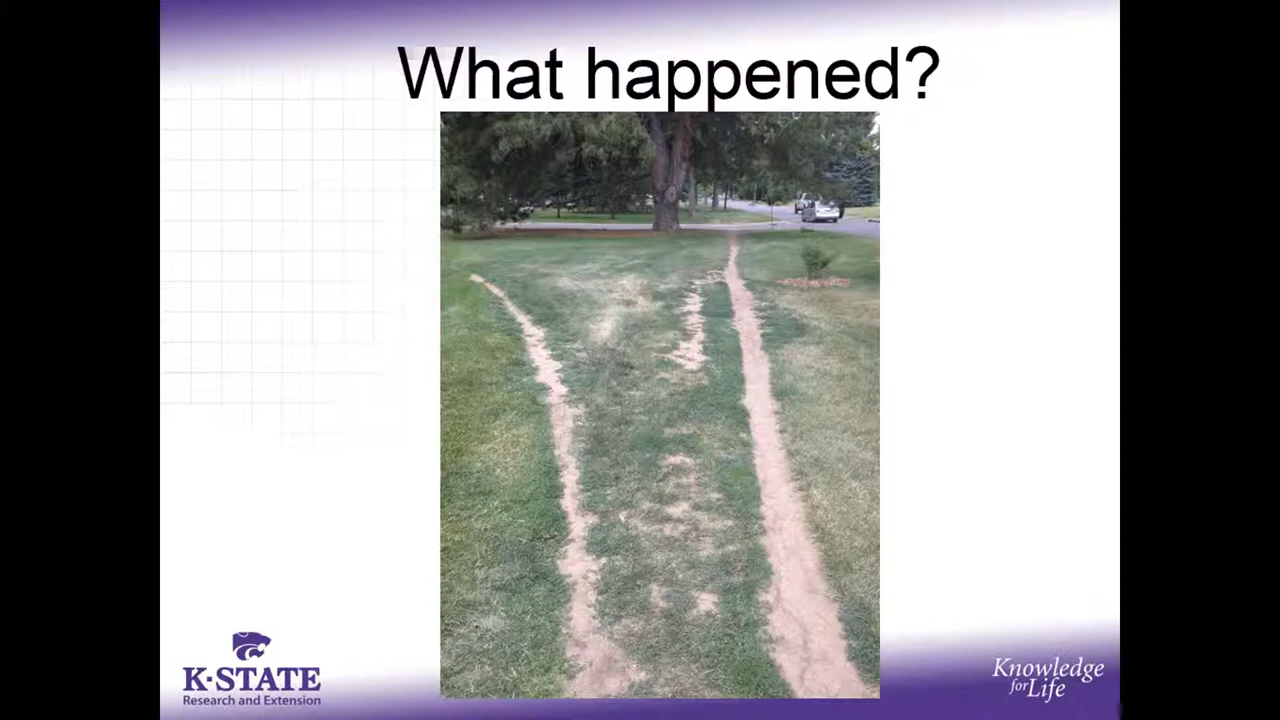 What happened?
K-STATE
Research and Extension
Knowledge
for Life